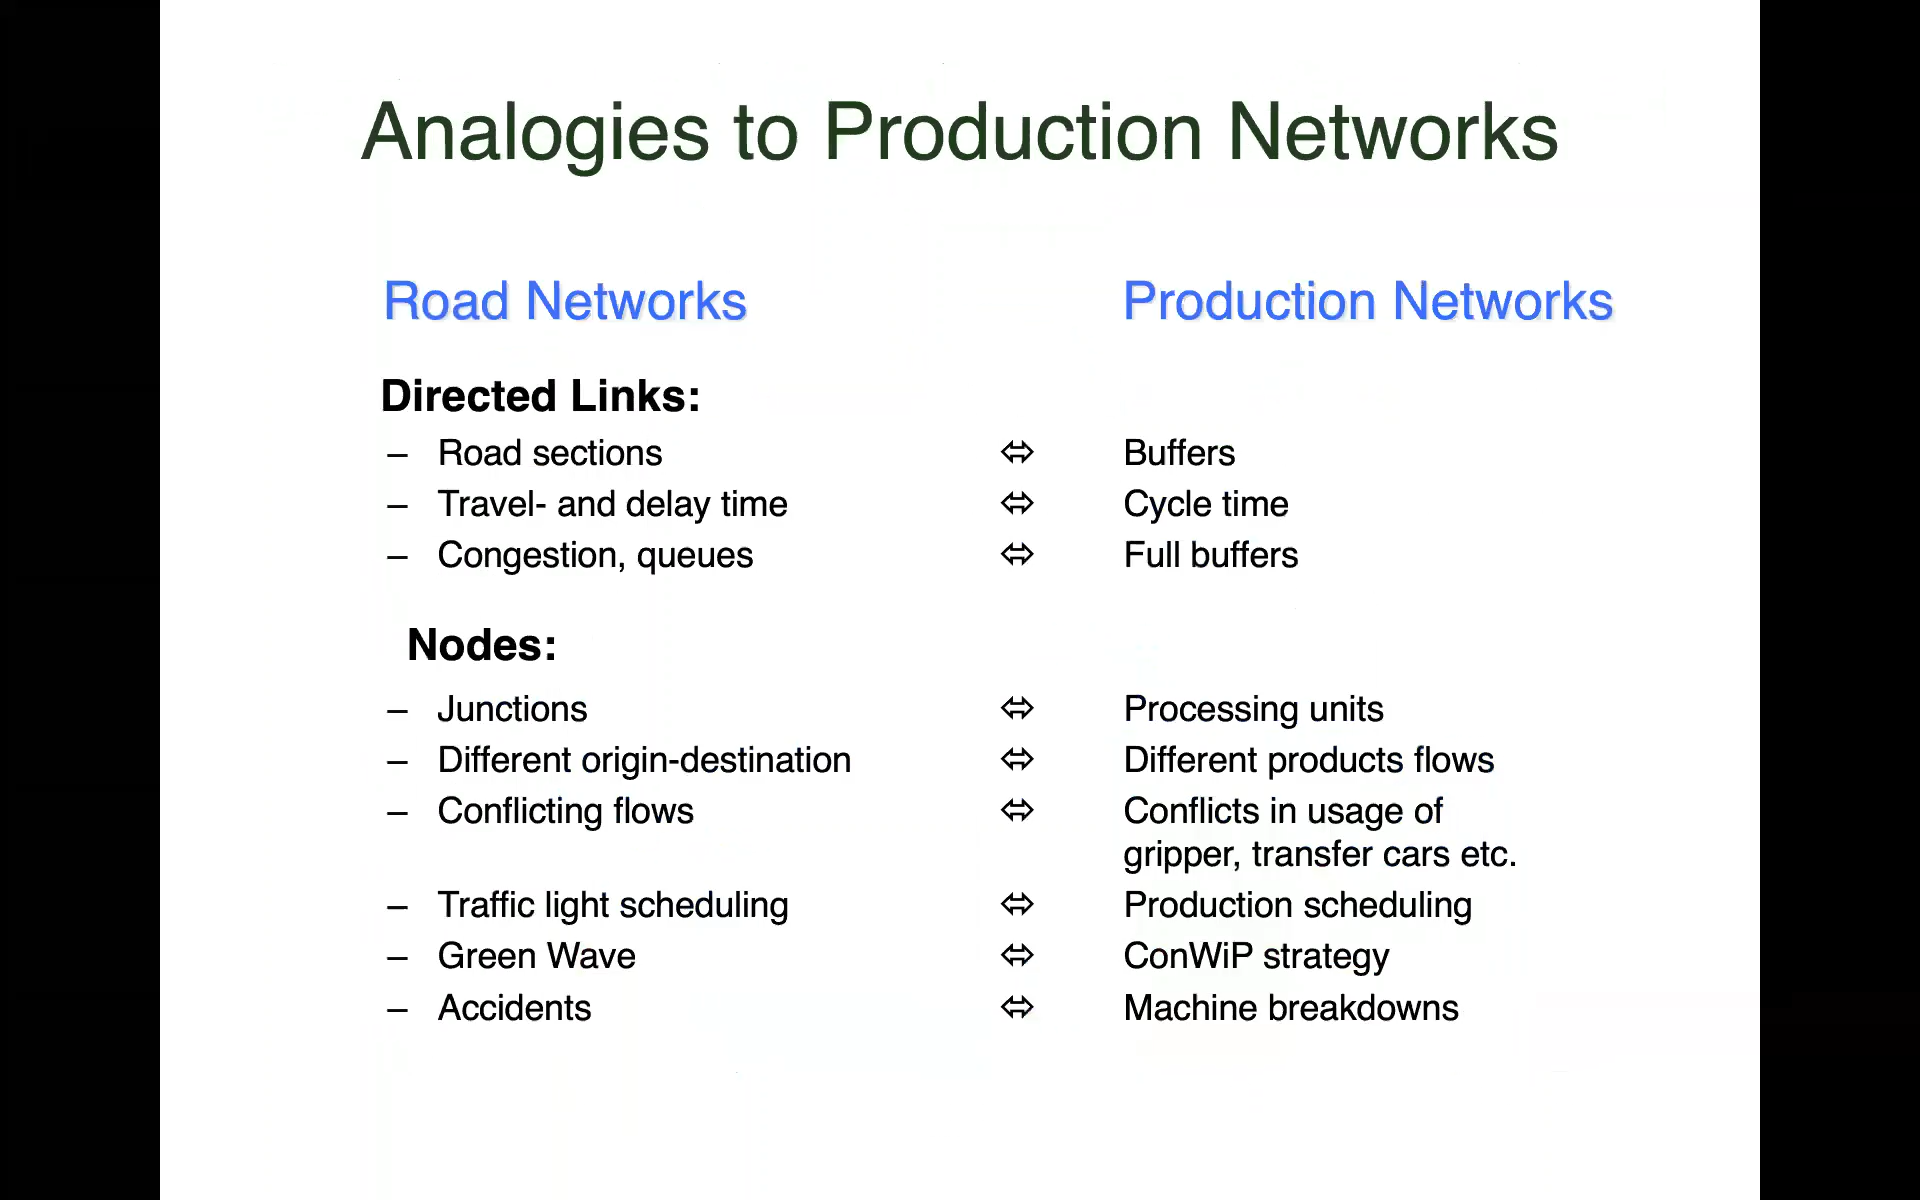 Analogies to Production Networks
Road Networks Production Networks
Directed Links:
– Road sections ⇔ Buffers
– Travel- and delay time ⇔ Cycle time
– Congestion, queues ⇔ Full buffers
Nodes:
– Junctions ⇔ Processing units
– Different origin-destination ⇔ Different products flows
– Conflicting flows ⇔ Conflicts in usage of
gripper, transfer cars etc.
– Traffic light scheduling ⇔ Production scheduling
– Green Wave ⇔ ConWiP strategy
– Accidents ⇔ Machine breakdowns